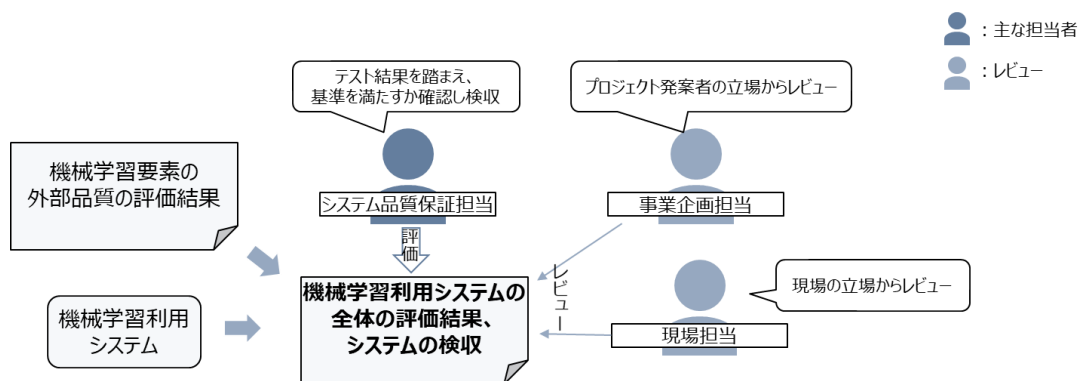 ：主な担当者
：レビュー
テスト結果を踏まえ、
基準を満たすか確認し検収
プロジェクト発案者の立場からレビュー
機械学習要素の
外部品質の評価結果
システム品質保証担当
事業企画担当
評価
レビュー
現場の立場からレビュー
機械学習利用
システム
機械学習利用システムの
全体の評価結果、
システムの検収
現場担当